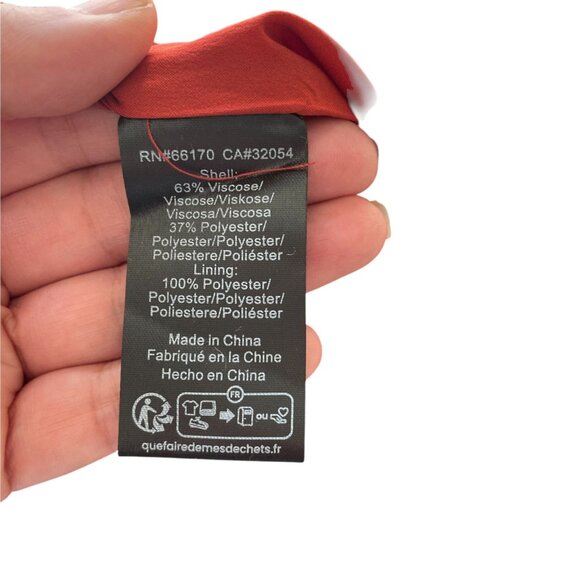 RN#66170 CA#32054
Shell:
63% Viscose/
Viscose/Viskose/
Viscosa/Viscosa
37% Polyester/
Polyester/Polyester/
Poliestere/Poliéster
Lining:
100% Polyester/
Polyester/Polyester/
Poliestere/Poliéster
Made in China
Fabriqué en la Chine
Hecho en China
FR
ou
quefairedemesdechets.fr